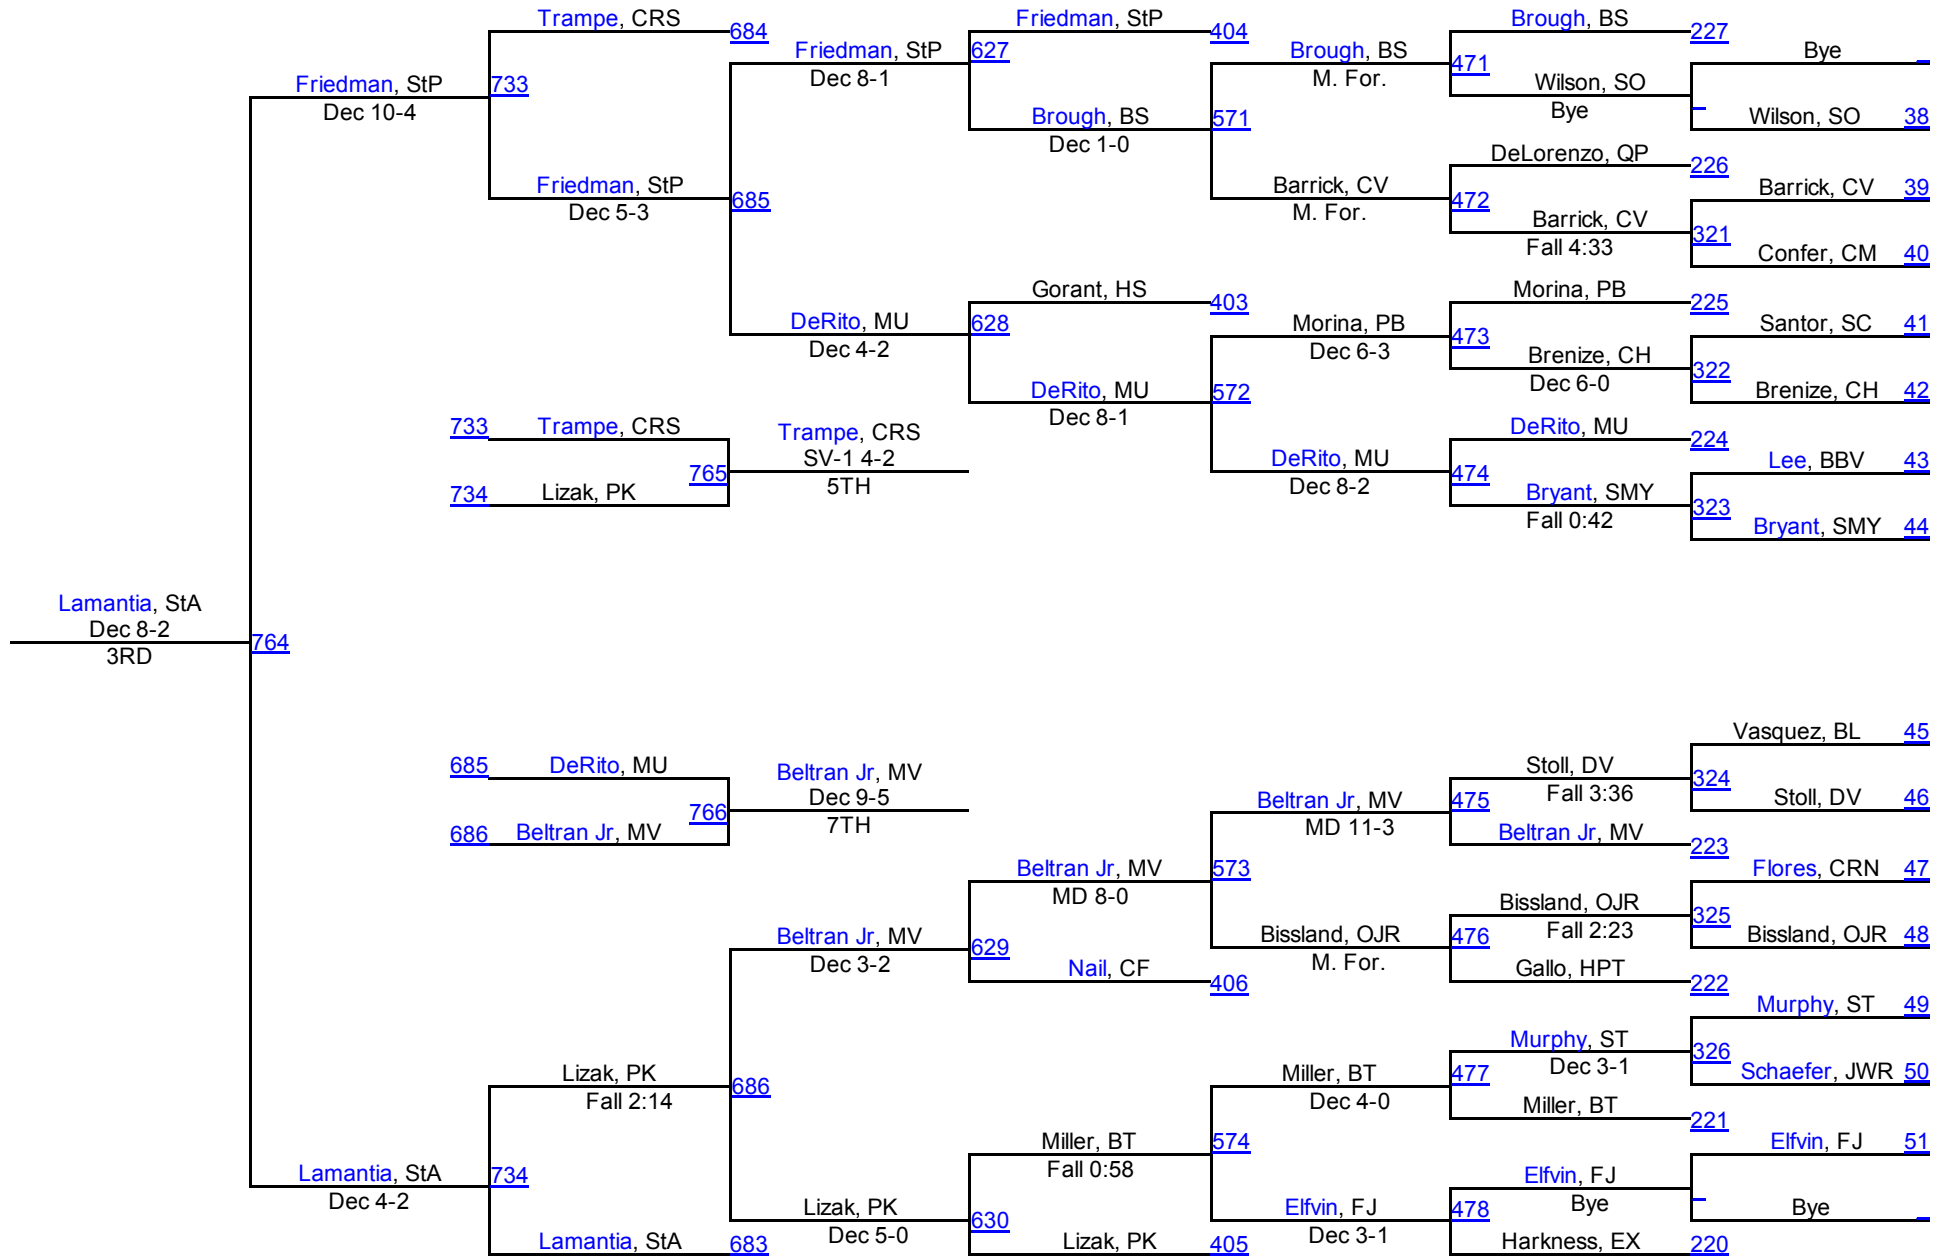 Trampe, CRS 684
Friedman, StP 404
Brough, BS 227
Friedman, StP 627
Dec 8-1
Brough, BS 471
M. For.
Bye
Friedman, StP 733
Dec 10-4
Wilson, SO
Bye
Brough, BS 571
Dec 1-0
Wilson, SO 38
DeLorenzo, QP 226
Friedman, StP 685
Dec 5-3
Barrick, CV 472
M. For.
Barrick, CV 39
Barrick, CV 321
Fall 4:33
Confer, CM 40
Gorant, HS 403
Morina, PB 225
DeRito, MU 628
Dec 4-2
Morina, PB 473
Dec 6-3
Santor, SC 41
Brenize, CH 322
Dec 6-0
DeRito, MU 572
Dec 8-1
Brenize, CH 42
733 Trampe, CRS
DeRito, MU 224
Trampe, CRS
SV-1 4-2
765
5TH
DeRito, MU 474
Dec 8-2
Lee, BBV 43
734 Lizak, PK
Bryant, SMY 323
Fall 0:42
Bryant, SMY 44
Lamantia, StA
Dec 8-2
3RD
764
Vasquez, BL 45
685 DeRito, MU
Beltran Jr, MV
Dec 9-5
766
7TH
Stoll, DV 324
Fall 3:36
Beltran Jr, MV 475
MD 11-3
Stoll, DV 46
686 Beltran Jr, MV
Beltran Jr, MV 223
Beltran Jr, MV 573
MD 8-0
Flores, CRN 47
Bissland, OJR 325
Fall 2:23
Beltran Jr, MV 629
Dec 3-2
Bissland, OJR 476
M. For.
Bissland, OJR 48
Nail, CF 406
Gallo, HPT 222
Murphy, ST 49
Murphy, ST 326
Dec 3-1
Lizak, PK 686
Fall 2:14
Miller, BT 477
Dec 4-0
Schaefer, JWR 50
Miller, BT 221
Miller, BT 574
Fall 0:58
Elfvin, FJ 51
Lamantia, StA 734
Dec 4-2
Elfvin, FJ
Bye
Lizak, PK 630
Dec 5-0
Elfvin, FJ 478
Dec 3-1
Bye
Lamantia, StA 683
Lizak, PK 405
Harkness, EX 220